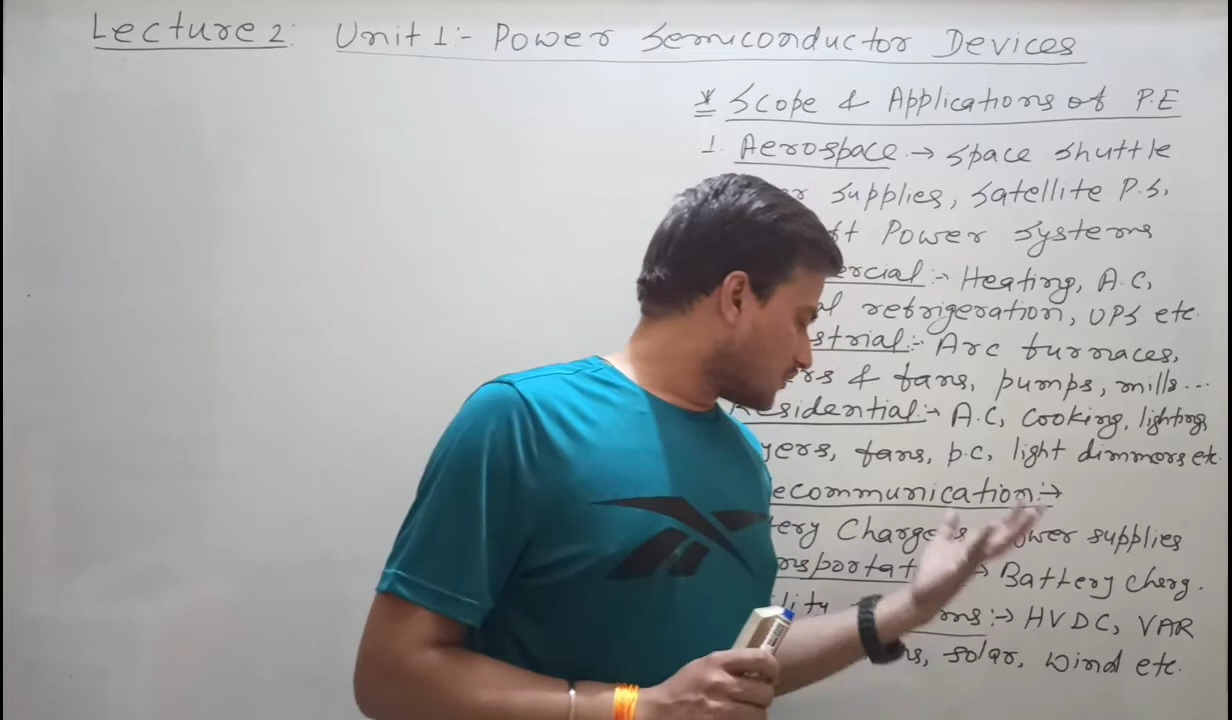 Lecture 2: Unit 1:- Power Semiconductor Devices
* Scope & Applications of P.E
1. Aerospace → Space Shuttle
supplies, Satellite P.S,
Power Systems
Heating, A.C,
refrigeration, UPS etc.
Arc furnaces,
& fans, pumps, mills...
Residential:→ A.C, Cooking, lighting
fans, p.c, light dimmers etc.
Power supplies
Battery Charg.
HVDC, VAR
solar, wind etc.